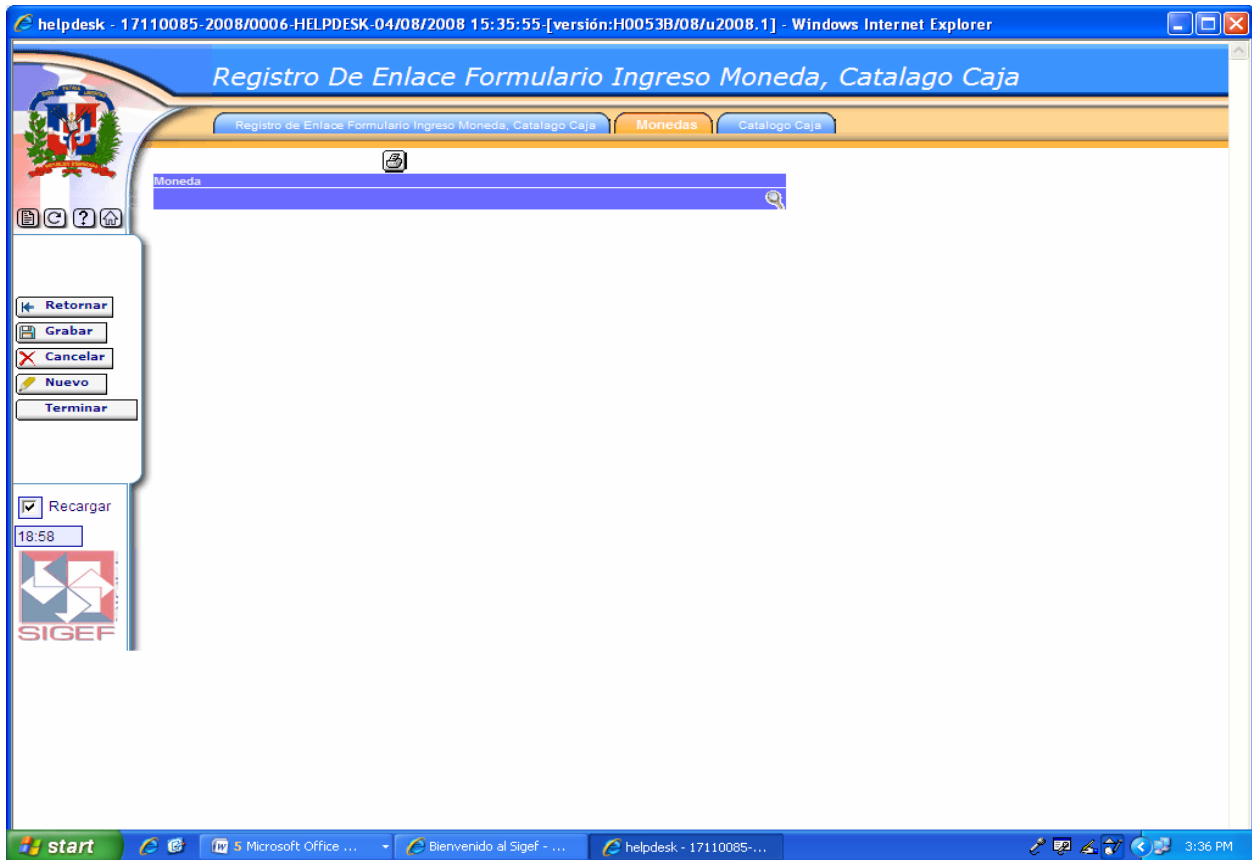 helpdesk - 17110085-2008/0006-HELPDESK-04/08/2008 15:35:55-[versión:H0053B/08/u2008.1] - Windows Internet Explorer
Registro De Enlace Formulario Ingreso Moneda, Catalago Caja
Registro de Enlace Formulario Ingreso Moneda, Catalago Caja Monedas Catalogo Caja
Moneda
Retornar
Grabar
Cancelar
Nuevo
Terminar
Recargar
18:58
SIGEF
start 5 Microsoft Office ... Bienvenido al Sigef - ... helpdesk - 17110085-... 3:36 PM